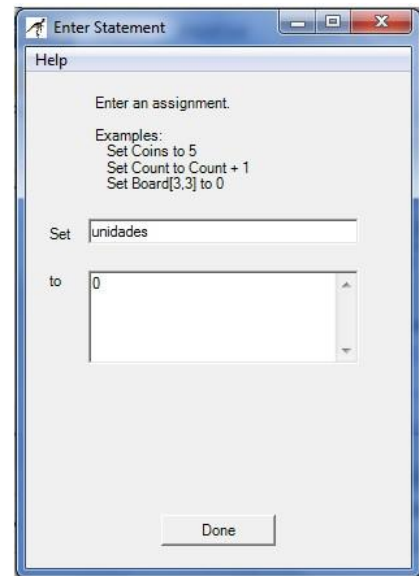 Enter Statement
Help
Enter an assignment.
Examples:
Set Coins to 5
Set Count to Count + 1
Set Board[3,3] to 0
Set unidades
to 0
Done